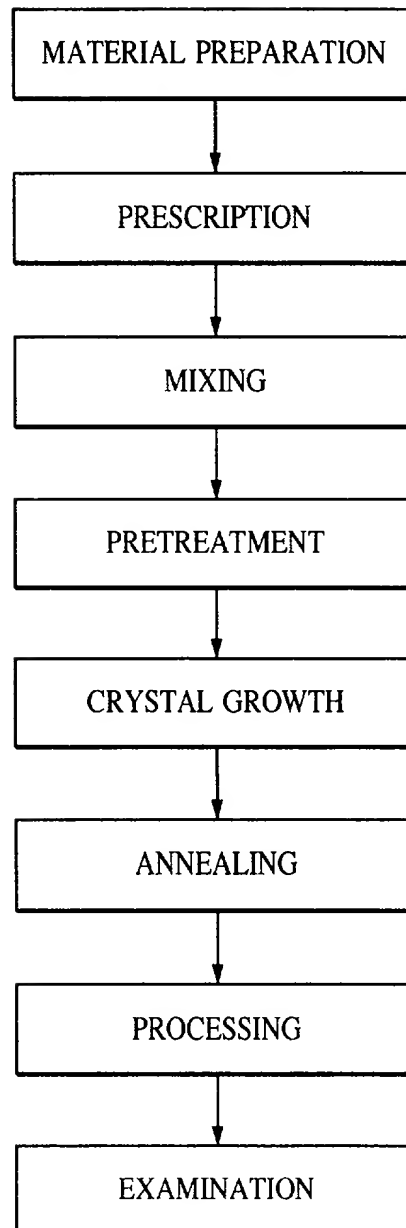 MATERIAL PREPARATION
PRESCRIPTION
MIXING
PRETREATMENT
CRYSTAL GROWTH
ANNEALING
PROCESSING
EXAMINATION